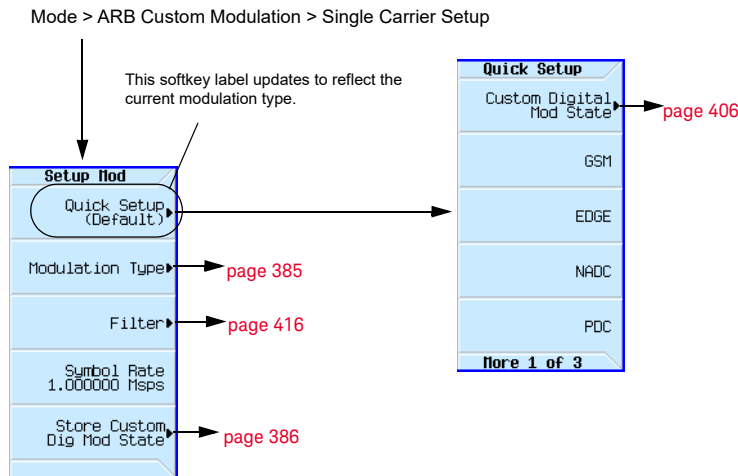 Mode > ARB Custom Modulation > Single Carrier Setup
This softkey label updates to reflect the
current modulation type.
Setup Mod
Quick Setup
(Default)
Modulation Type
page 385
Filter
page 416
Symbol Rate
1.000000 Msps
Store Custom
Dig Mod State
page 386
Quick Setup
Custom Digital
Mod State
page 406
GSM
EDGE
NADC
PDC
More 1 of 3